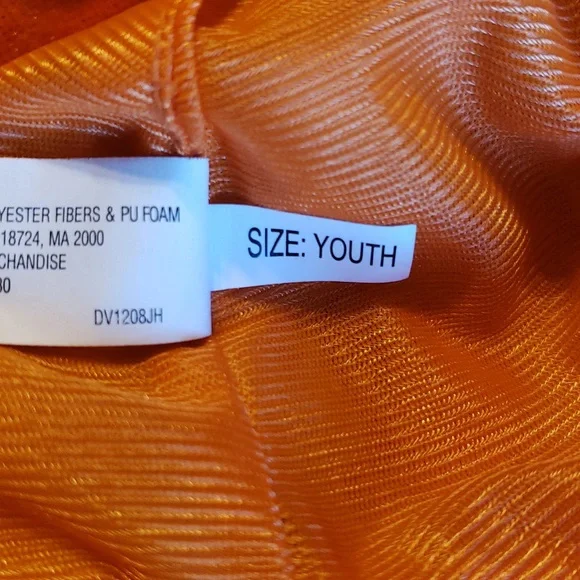 YESTER FIBERS & PU FOAM
18724, MA 2000
CHANDISE
30
DV1208JH
SIZE: YOUTH